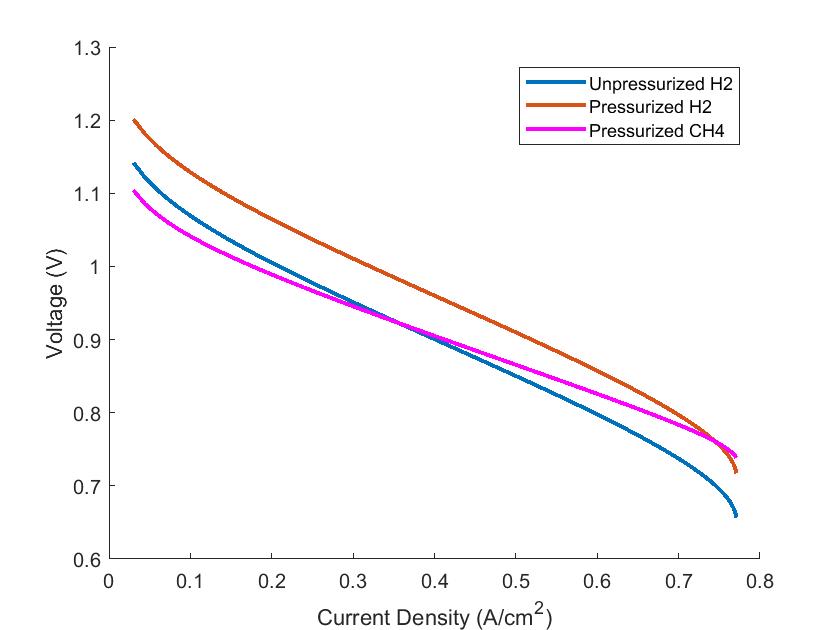 1.3
1.2
1.1
1
0.9
0.8
0.7
0.6
Voltage (V)
Unpressurized H2
Pressurized H2
Pressurized CH4
0 0.1 0.2 0.3 0.4 0.5 0.6 0.7 0.8
Current Density (A/cm²)